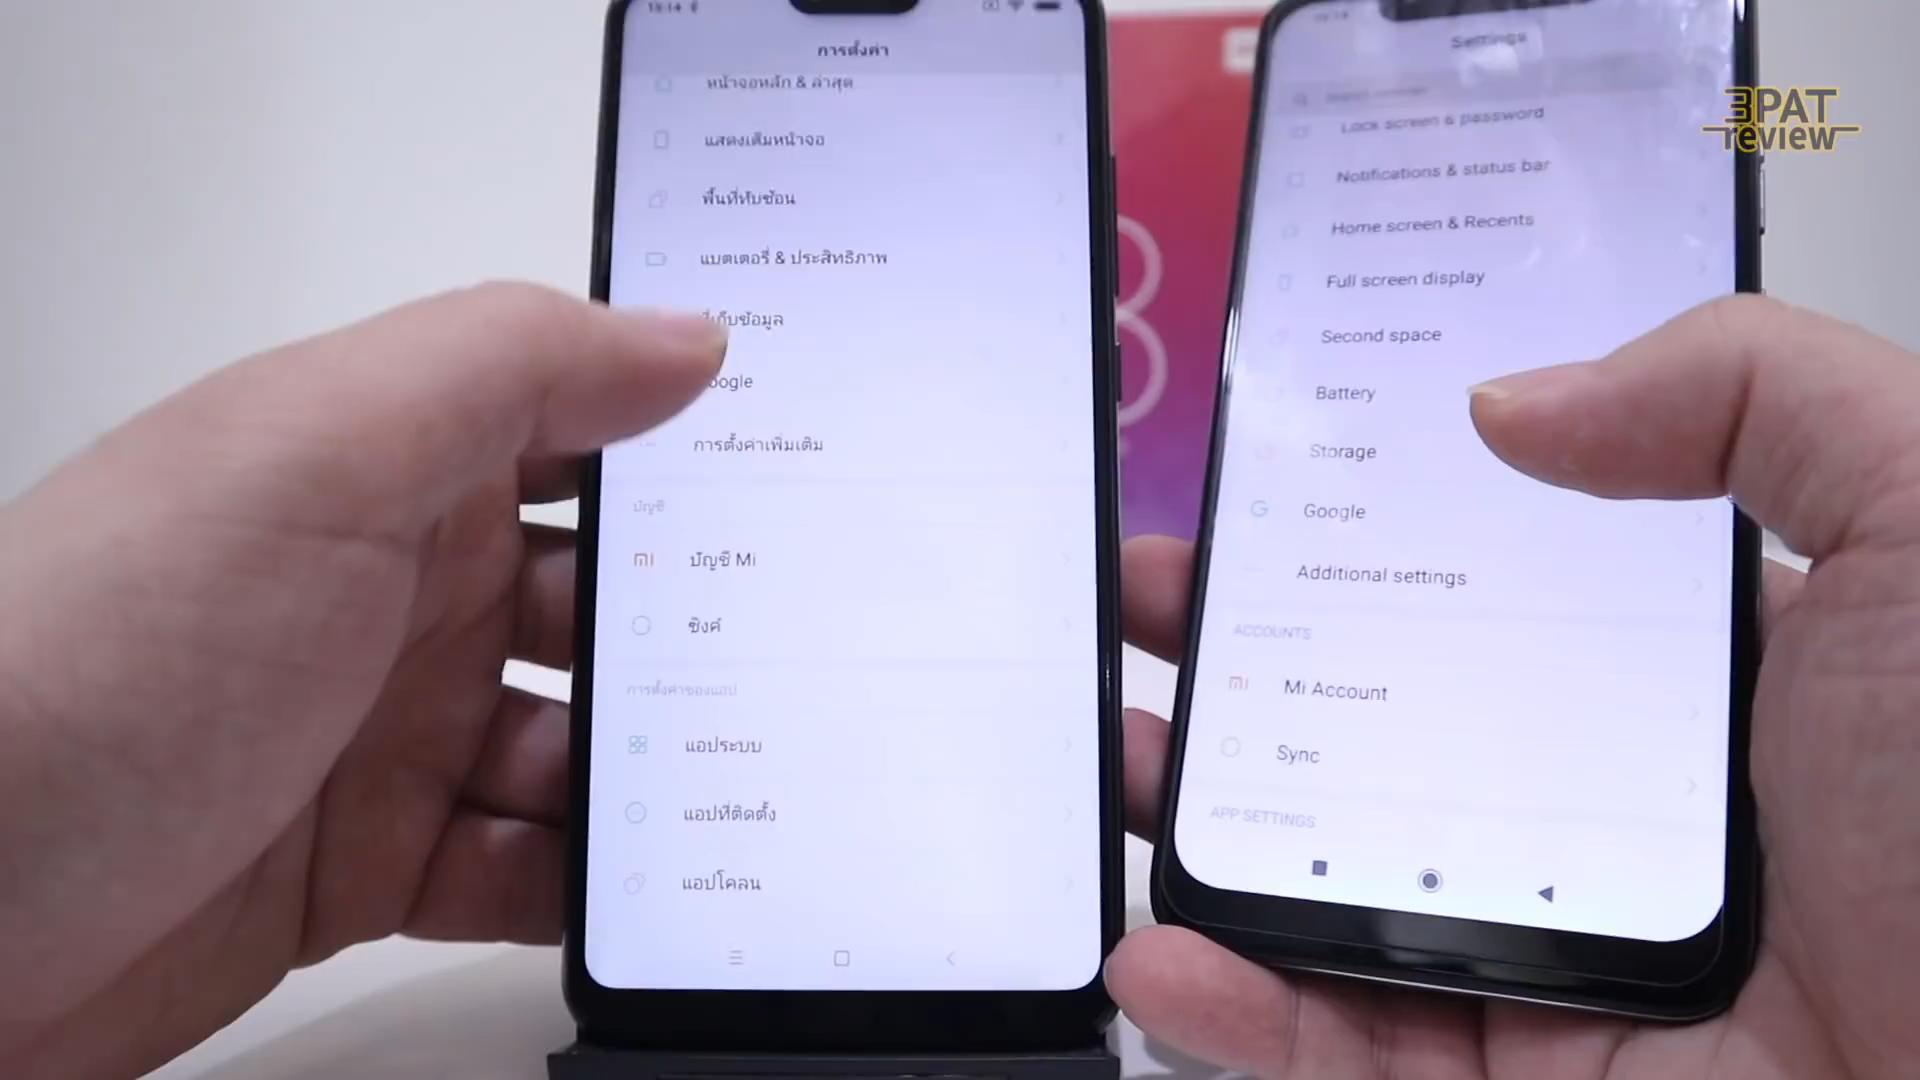 การตั้งค่า
หน้าจอหลัก & ล่าสุด
แสดงเต็มหน้าจอ
พื้นที่ทับซ้อน
แบตเตอรี่ & ประสิทธิภาพ
ที่เก็บข้อมูล
oogle
การตั้งค่าเพิ่มเติม
บัญชี
บัญชี Mi
ซิงค์
การตั้งค่าของแอป
แอประบบ
แอปที่ติดตั้ง
แอปโคลน
Settings
Lock screen & password
Notifications & status bar
Home screen & Recents
Full screen display
Second space
Battery
Storage
Google
Additional settings
ACCOUNTS
Mi Account
Sync
APP SETTINGS
3PAT
review